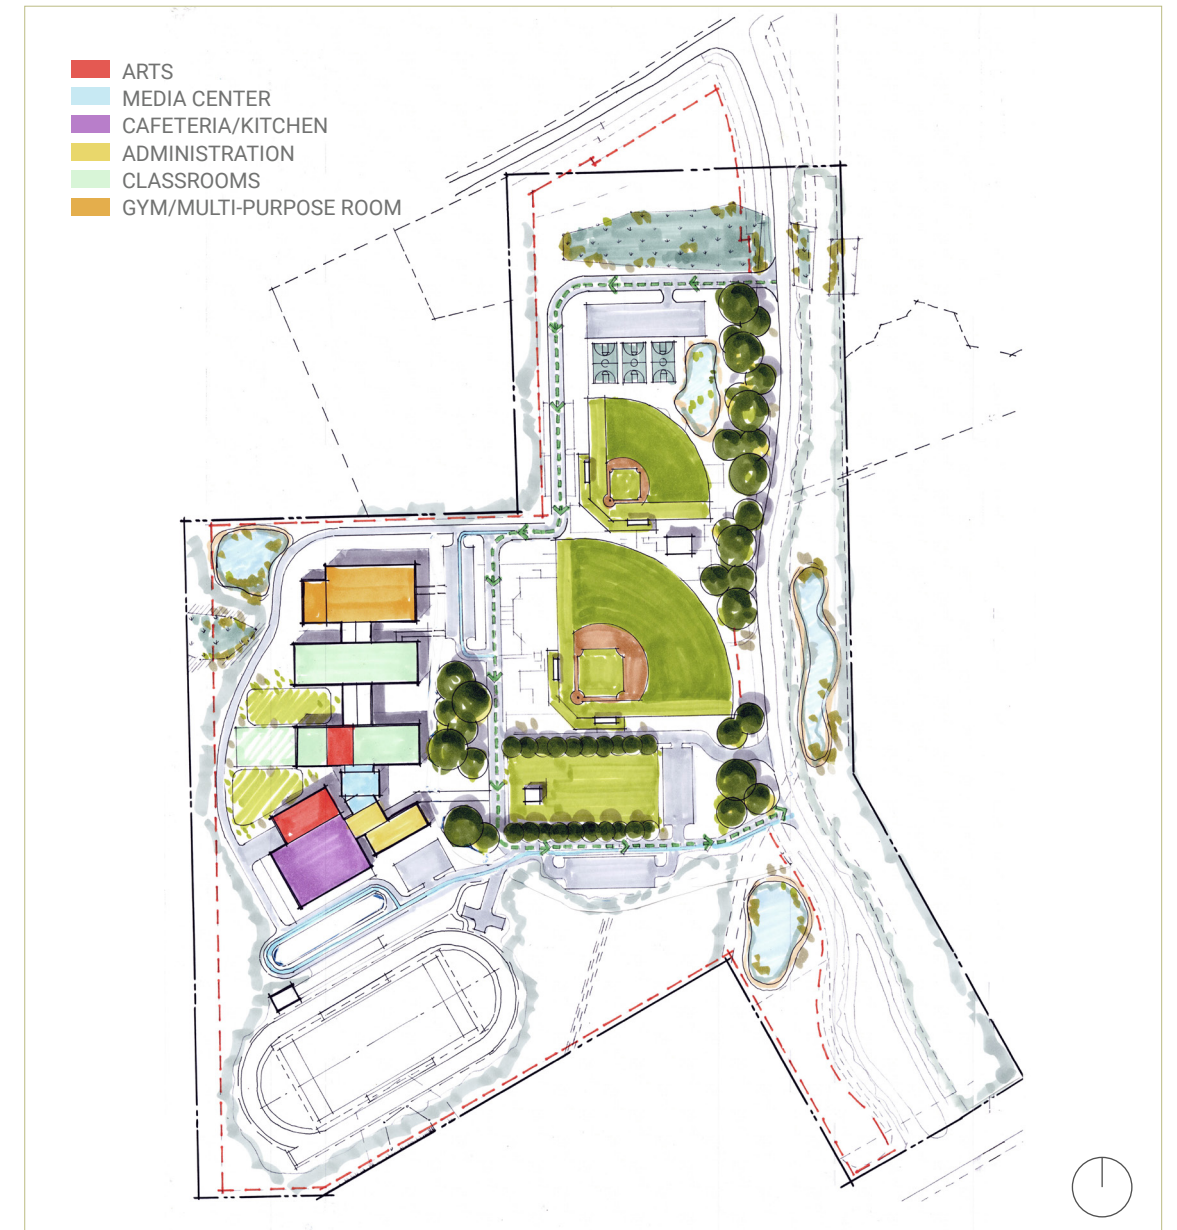 ARTS
MEDIA CENTER
CAFETERIA/KITCHEN
ADMINISTRATION
CLASSROOMS
GYM/MULTI-PURPOSE ROOM